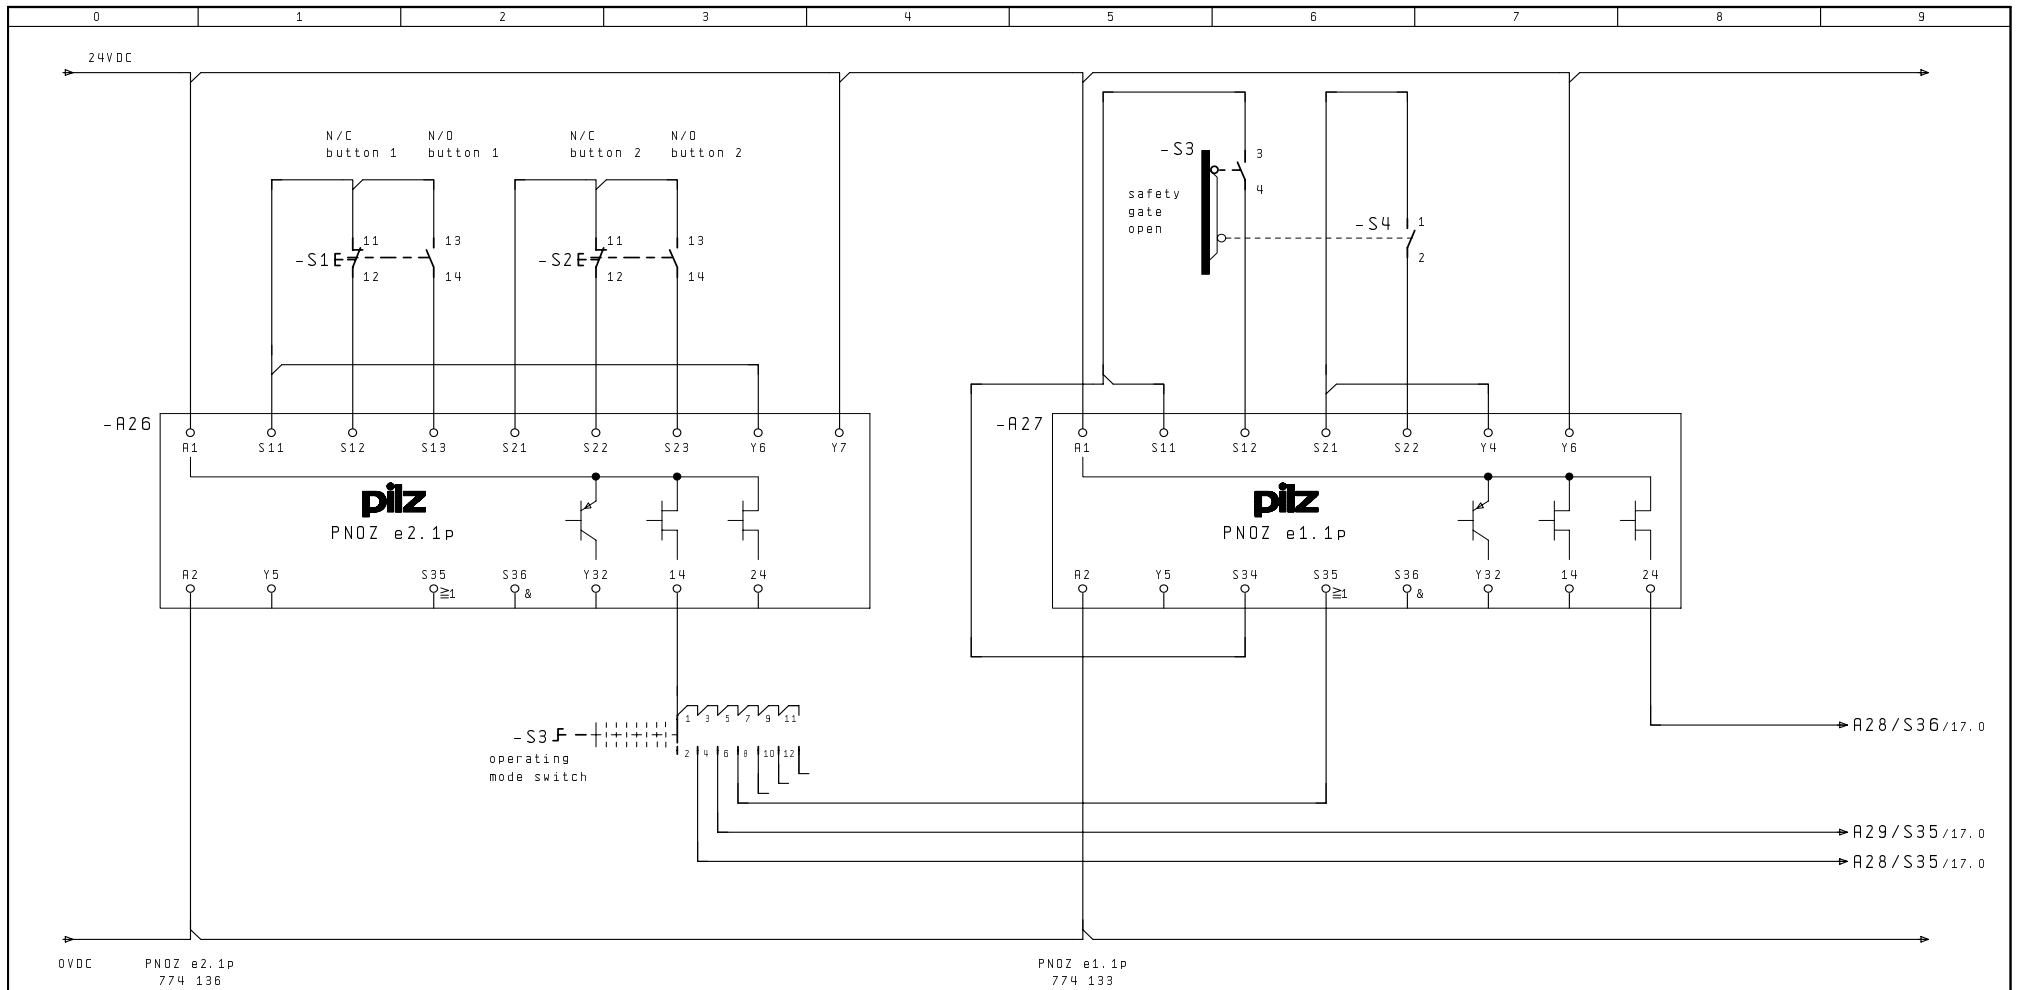 0 1 2 3 4 5 6 7 8 9
24VDC
N/C N/O N/C N/O
button 1 button 1 button 2 button 2
-S3 3
4
safety
gate
open
-S4 1
2
11 13 11 13
-S1 -S2
12 14 12 14
-A26 -A27
A1 S11 S12 S13 S21 S22 S23 Y6 Y7 A1 S11 S12 S21 S22 Y4 Y6
pilz pilz
PNOZ e2.1p PNOZ e1.1p
A2 Y5 S35 S36 Y32 14 24 A2 Y5 S34 S35 S36 Y32 14 24
≧1 & ≧1 &
1 3 5 7 9 11
-S3
2 4 6 8 10 12
operating
mode switch
A28/S36/17.0
A29/S35/17.0
A28/S35/17.0
0VDC PNOZ e2.1p PNOZ e1.1p
774 136 774 133